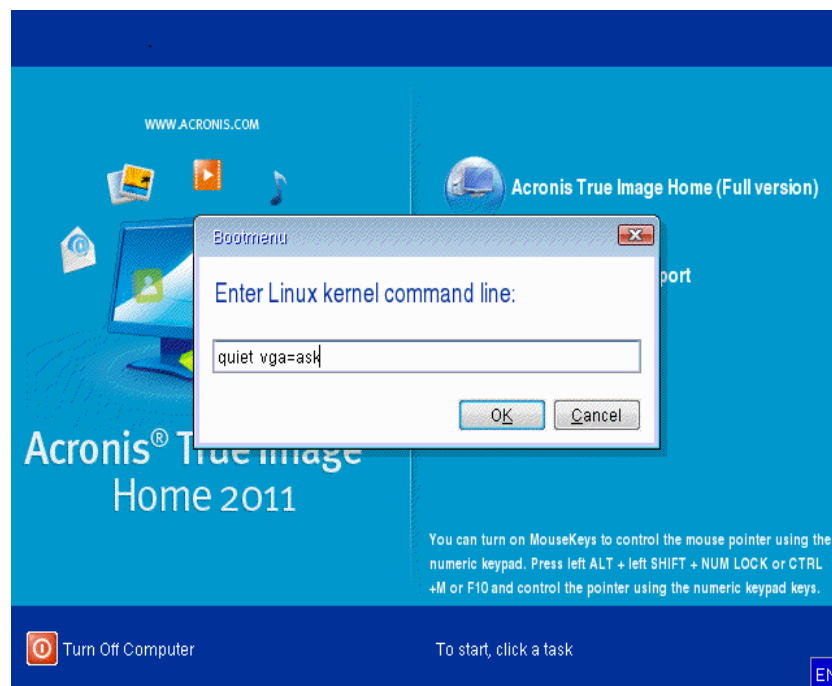 WWW.ACRONIS.COM
Acronis True Image Home (Full version)
Bootmenu
port
Enter Linux kernel command line:
quiet vga=ask
OK
Cancel
Acronis® True Image
Home 2011
You can turn on MouseKeys to control the mouse pointer using the
numeric keypad. Press left ALT + left SHIFT + NUM LOCK or CTRL
+M or F10 and control the pointer using the numeric keypad keys.
Turn Off Computer
To start, click a task
EN